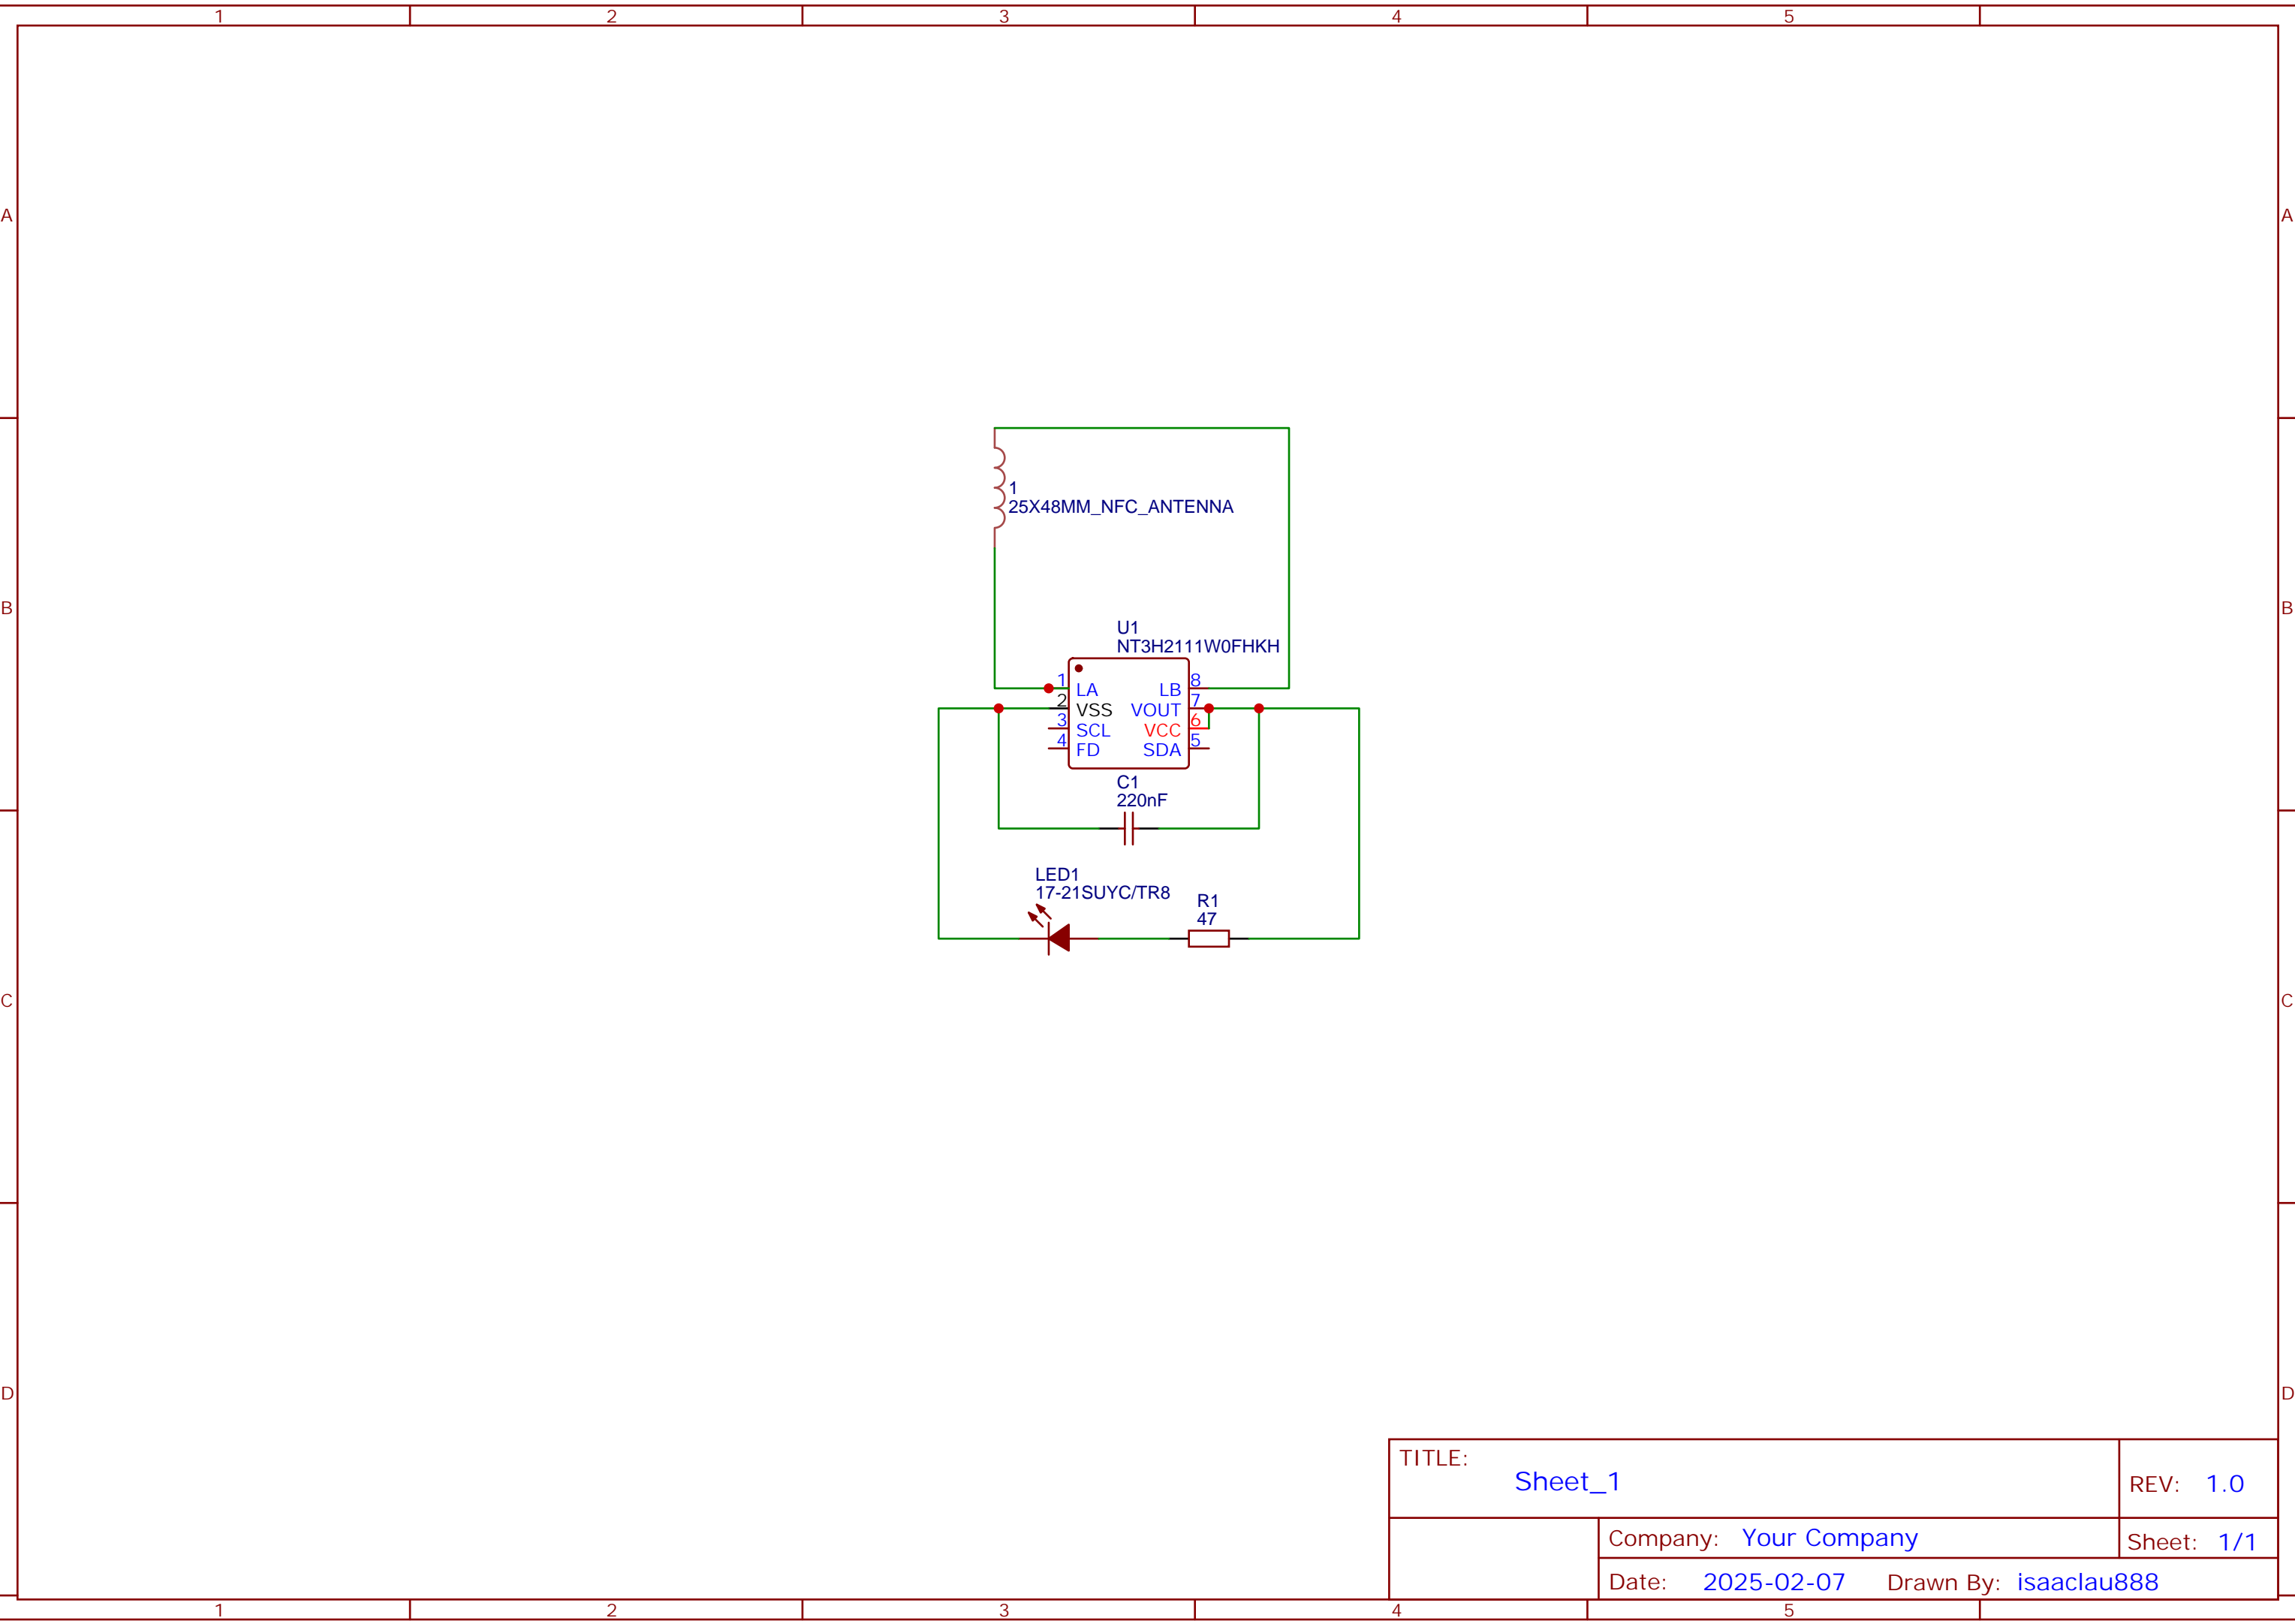 1 2 3 4 5
A A
1
25X48MM_NFC_ANTENNA
B B
U1
NT3H2111W0FHKH
1 LA LB 8
2 VSS VOUT 7
3 SCL VCC 6
4 FD SDA 5
C1
220nF
LED1
17-21SUYC/TR8
R1
47
C C
D D
TITLE:
Sheet_1
REV: 1.0
Company: Your Company
Sheet: 1/1
Date: 2025-02-07 Drawn By: isaaclau888
1 2 3 4 5